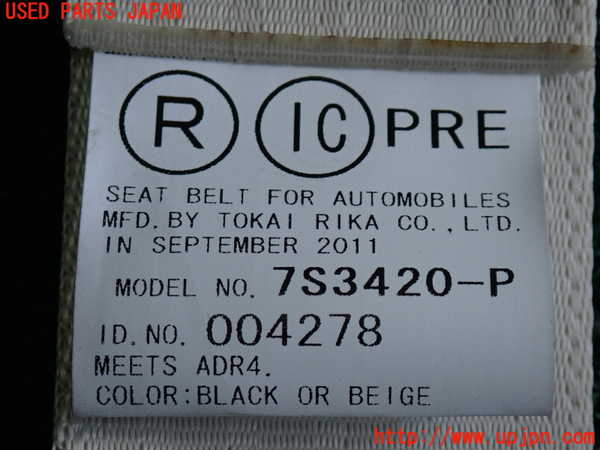 USED PARTS JAPAN
R IC PRE
SEAT BELT FOR AUTOMOBILES
MFD.BY TOKAI RIKA CO.,LTD.
IN SEPTEMBER 2011
MODEL NO. 7S3420-P
ID.NO. 004278
MEETS ADR4.
COLOR:BLACK OR BEIGE
http://www.upjpn.com/